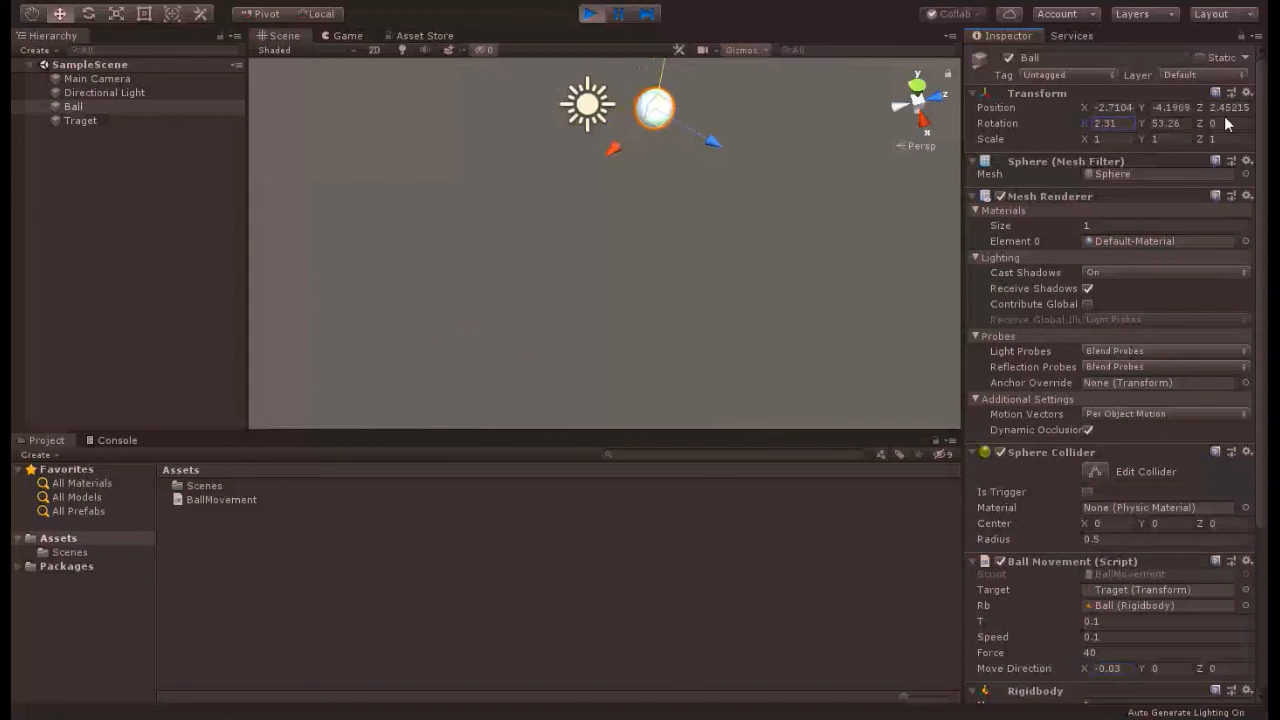 Pivot Local Collab Account Layers Layout
Hierarchy Scene Game Asset Store Inspector Services
Create All Shaded 2D 0 Gizmos All Ball Static
SampleScene
Main Camera
Directional Light
Ball
Traget
y
z
x
Persp
Tag Untagged Layer Default
Transform
Position X -2.7104 Y -4.1909 Z 2.45215
Rotation X 2.31 Y 53.26 Z 0
Scale X 1 Y 1 Z 1
Sphere (Mesh Filter)
Mesh Sphere
Mesh Renderer
Materials
Size 1
Element 0 Default-Material
Lighting
Cast Shadows On
Receive Shadows
Contribute Global
Receive Global Illu Light Probes
Probes
Light Probes Blend Probes
Reflection Probes Blend Probes
Anchor Override None (Transform)
Additional Settings
Motion Vectors Per Object Motion
Dynamic Occlusion
Sphere Collider
Edit Collider
Is Trigger
Material None (Physic Material)
Center X 0 Y 0 Z 0
Radius 0.5
Ball Movement (Script)
Script BallMovement
Target Traget (Transform)
Rb Ball (Rigidbody)
T 0.1
Speed 0.1
Force 40
Move Direction X -0.03 Y 0 Z 0
Rigidbody
Project Console
Create 9
Favorites
All Materials
All Models
All Prefabs
Assets
Scenes
Packages
Assets
Scenes
BallMovement
Auto Generate Lighting On